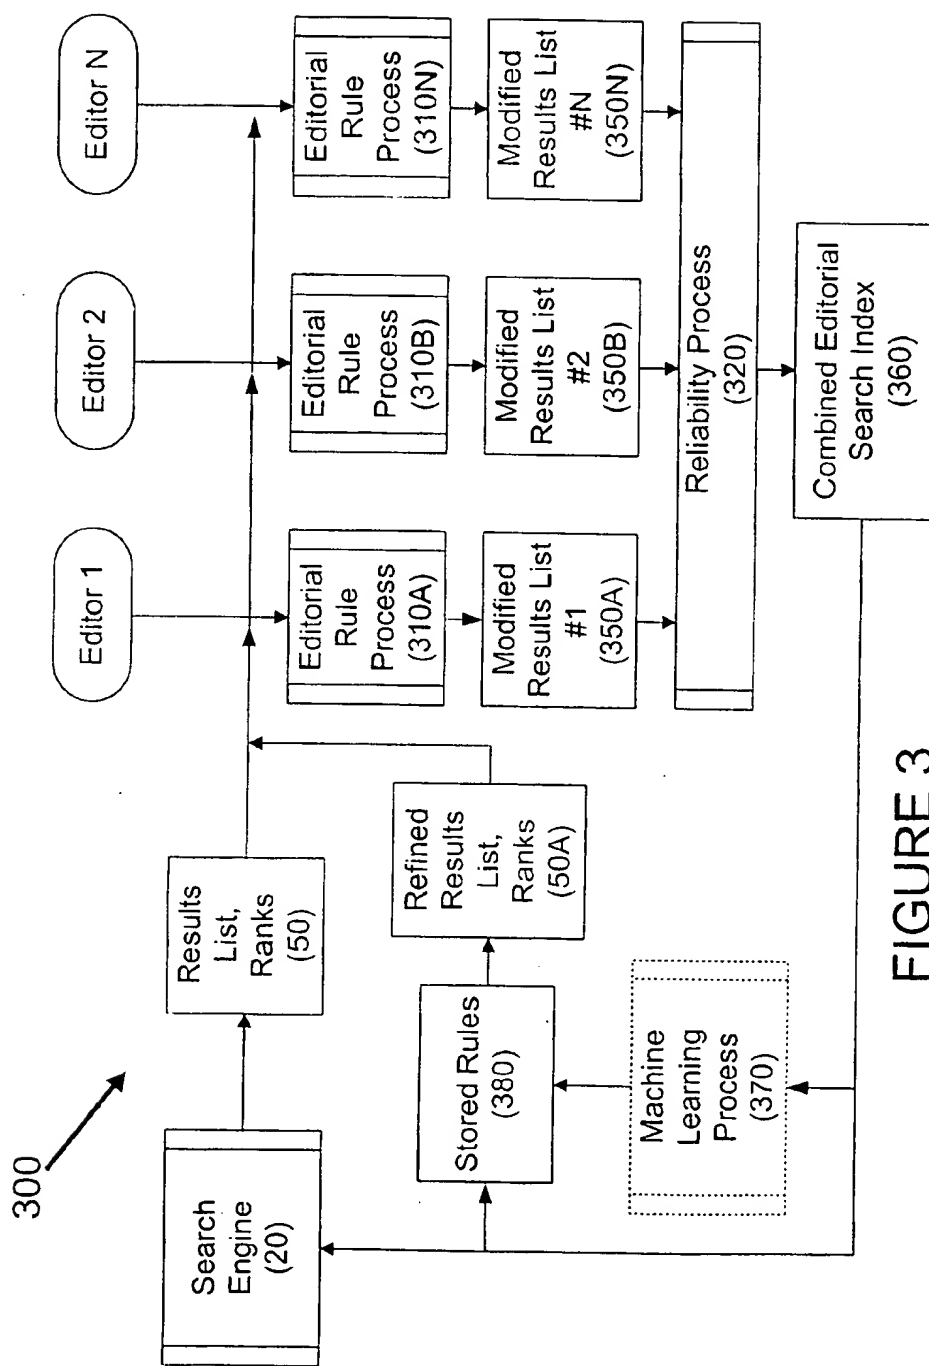 300
Search
Engine
(20)
Results
List,
Ranks
(50)
Stored Rules
(380)
Refined
Results
List,
Ranks
(50A)
Machine
Learning
Process
(370)
Editor 1
Editor 2
Editor N
Editorial
Rule
Process
(310A)
Editorial
Rule
Process
(310B)
Editorial
Rule
Process
(310N)
Modified
Results List
#1
(350A)
Modified
Results List
#2
(350B)
Modified
Results List
#N
(350N)
Reliability Process
(320)
Combined Editorial
Search Index
(360)
FIGURE 3